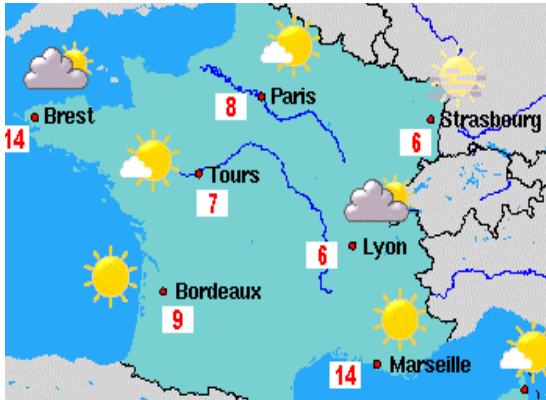 8 Paris
14 Brest
6 Strasbourg
7 Tours
6 Lyon
9 Bordeaux
14 Marseille